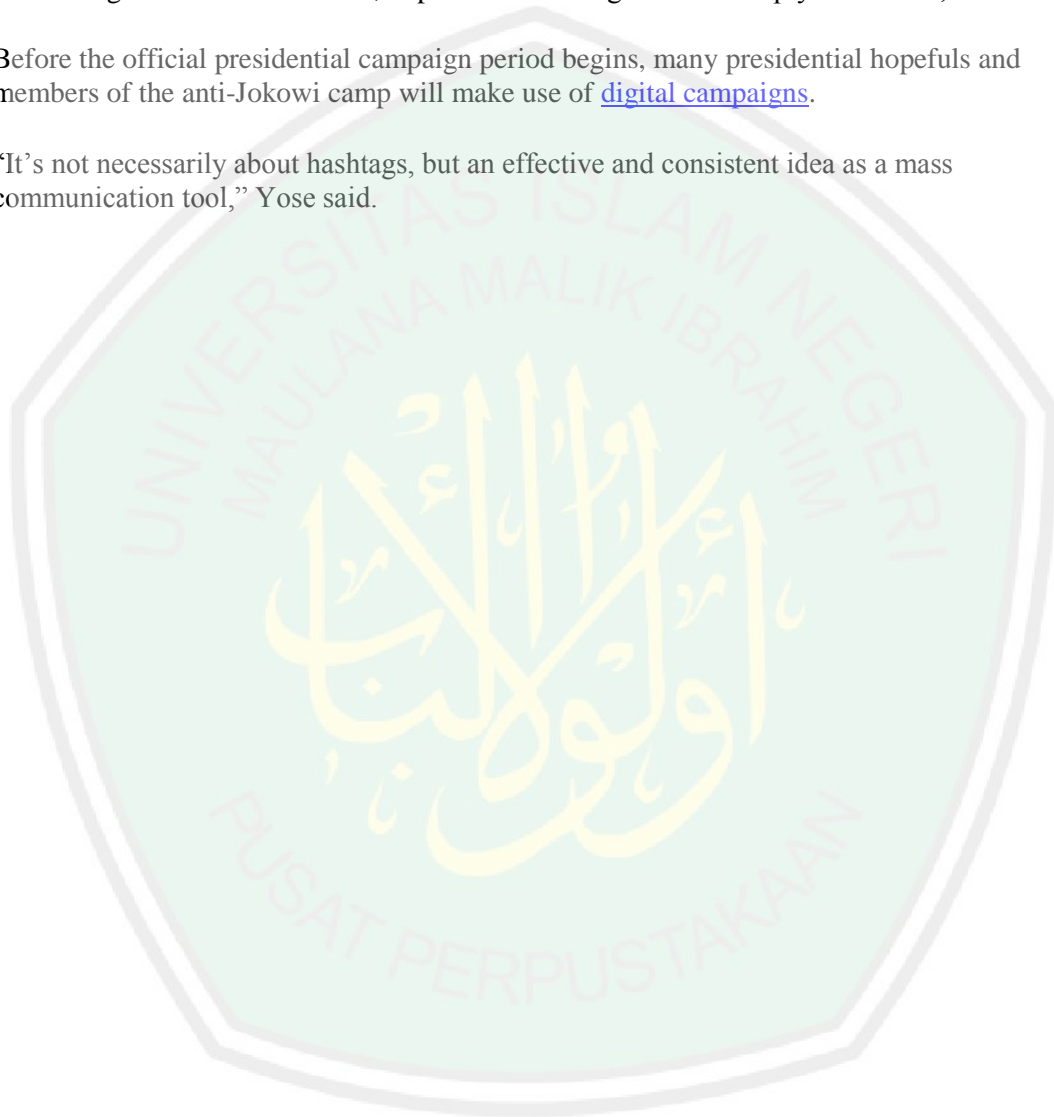 Before the official presidential campaign period begins, many presidential hopefuls and
members of the anti-Jokowi camp will make use of digital campaigns.
“It’s not necessarily about hashtags, but an effective and consistent idea as a mass
communication tool,” Yose said.
UNIVERSITAS ISLAM NEGERI
MAULANA MALIK IBRAHIM
أولوا الألباب
PUSAT PERPUSTAKAAN